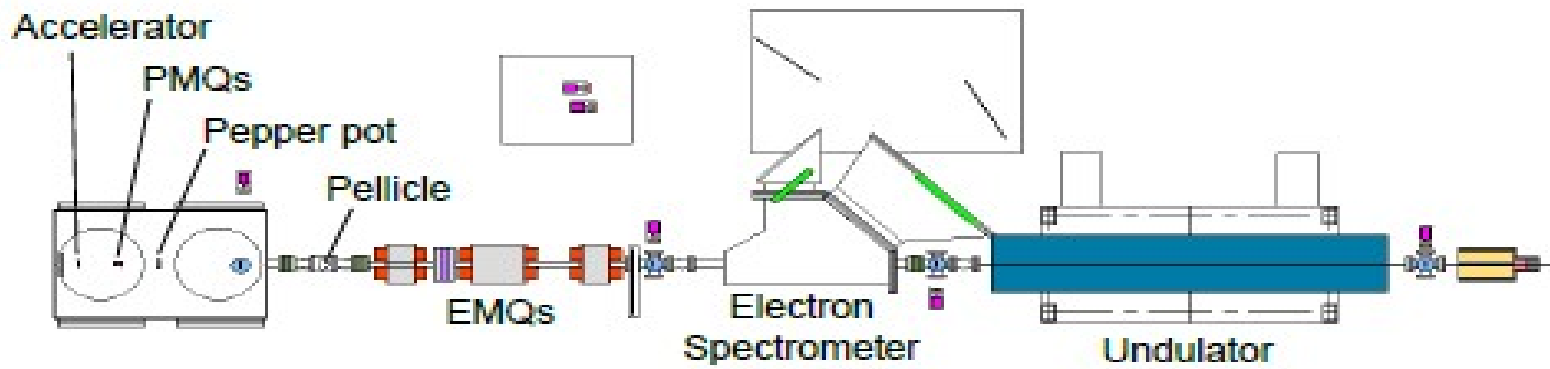 Accelerator
PMQs
Pepper pot
Pellicle
EMQs
Electron
Spectrometer
Undulator